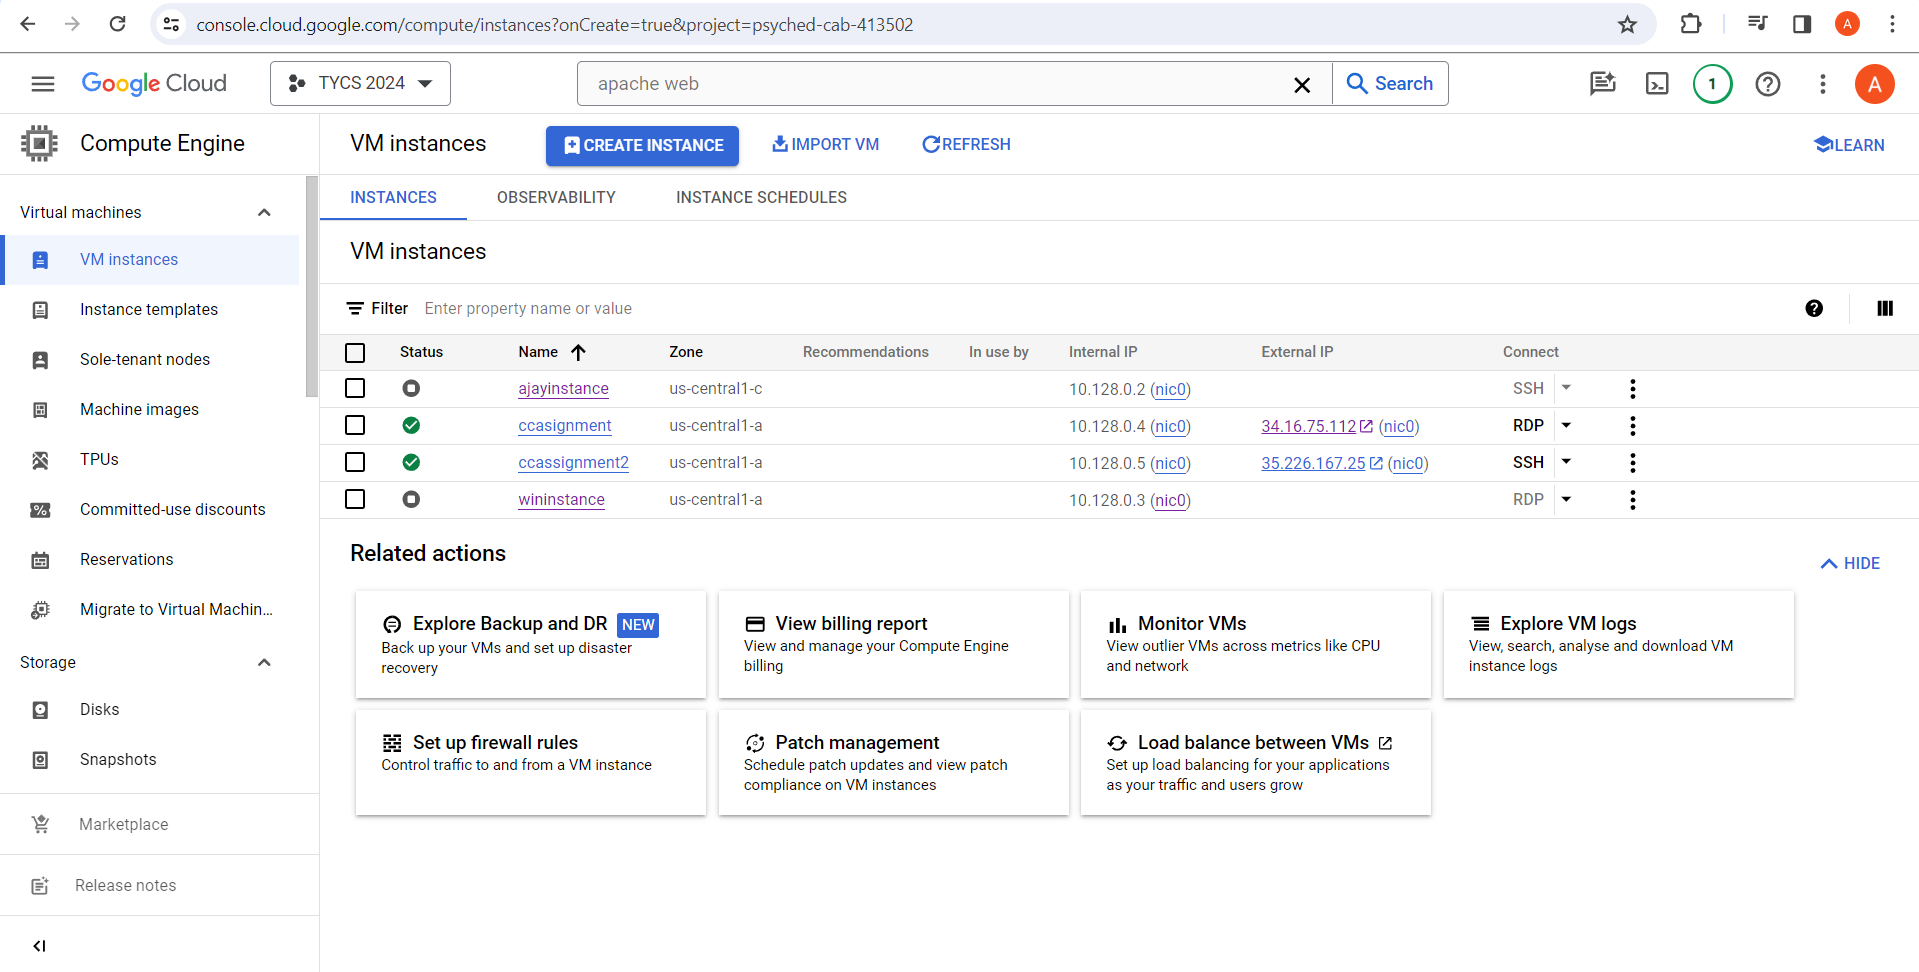 console.cloud.google.com/compute/instances?onCreate=true&project=psyched-cab-413502
A
Google Cloud
TYCS 2024
apache web
Search
1
A
Compute Engine
VM instances
CREATE INSTANCE
IMPORT VM
REFRESH
LEARN
Virtual machines
VM instances
Instance templates
Sole-tenant nodes
Machine images
TPUs
Committed-use discounts
Reservations
Migrate to Virtual Machin...
Storage
Disks
Snapshots
Marketplace
Release notes
INSTANCES OBSERVABILITY INSTANCE SCHEDULES
VM instances
Filter Enter property name or value
Status Name Zone Recommendations In use by Internal IP External IP Connect
ajayinstance us-central1-c 10.128.0.2 (nic0) SSH
ccasignment us-central1-a 10.128.0.4 (nic0) 34.16.75.112 (nic0) RDP
ccassignment2 us-central1-a 10.128.0.5 (nic0) 35.226.167.25 (nic0) SSH
wininstance us-central1-a 10.128.0.3 (nic0) RDP
Related actions
HIDE
Explore Backup and DR NEW
Back up your VMs and set up disaster
recovery
View billing report
View and manage your Compute Engine
billing
Monitor VMs
View outlier VMs across metrics like CPU
and network
Explore VM logs
View, search, analyse and download VM
instance logs
Set up firewall rules
Control traffic to and from a VM instance
Patch management
Schedule patch updates and view patch
compliance on VM instances
Load balance between VMs
Set up load balancing for your applications
as your traffic and users grow